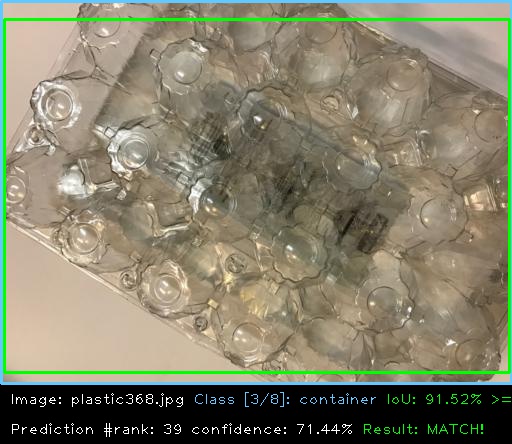 Image: plastic368.jpg Class [3/8]: container IoU: 91.52% >=
Prediction #rank: 39 confidence: 71.44% Result: MATCH!